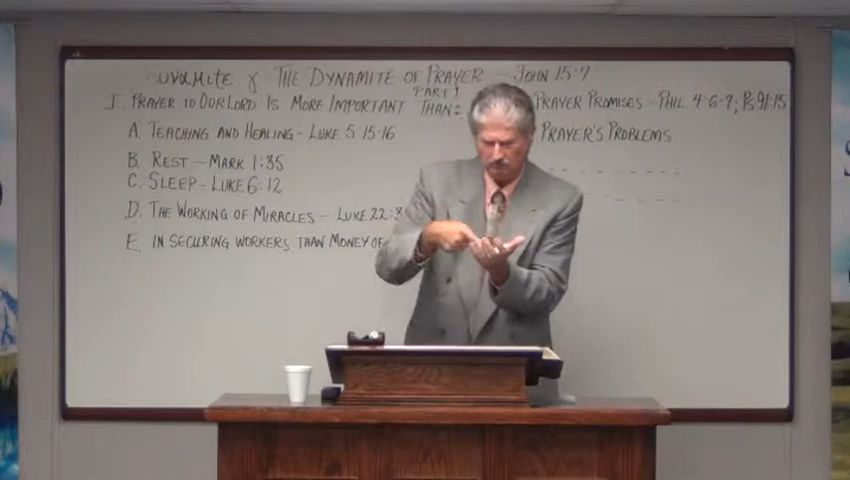 & THE DYNAMITE OF PRAYER - JOHN 15:7
PART 1
I. PRAYER TO OUR LORD IS MORE IMPORTANT THAN:
A. TEACHING AND HEALING - LUKE 5 15-16
B. REST - MARK 1:35
C. SLEEP - LUKE 6:12
D. THE WORKING OF MIRACLES - LUKE 22:
E. IN SECURING WORKERS THAN MONEY
PRAYER PROMISES - PHIL. 4:6-7; PS 91:15
PRAYER'S PROBLEMS